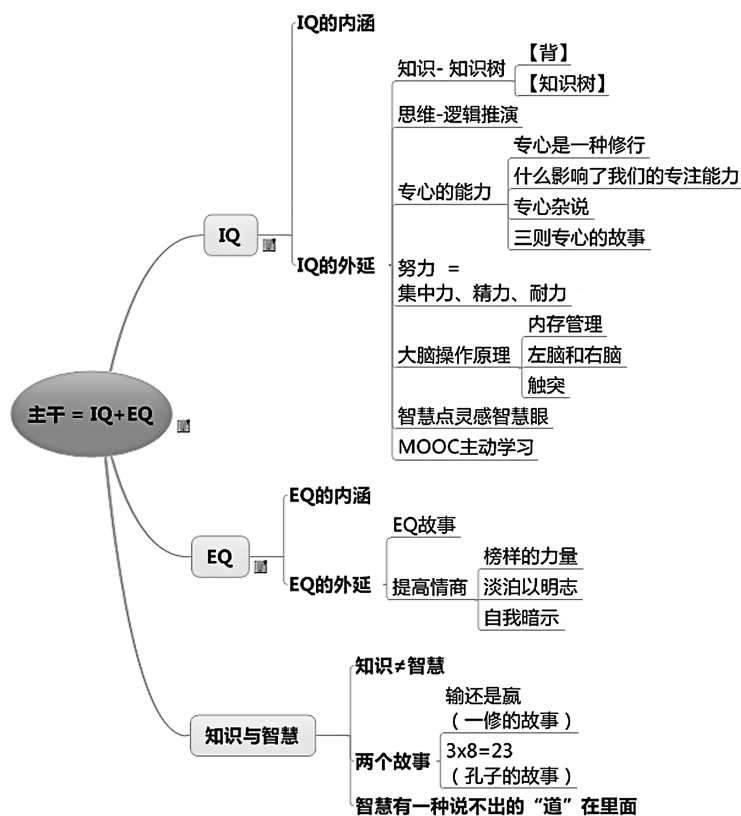 主干 = IQ+EQ
IQ
IQ的内涵
IQ的外延
知识- 知识树
【背】
【知识树】
思维-逻辑推演
专心的能力
专心是一种修行
什么影响了我们的专注能力
专心杂说
三则专心的故事
努力 =
集中力、精力、耐力
大脑操作原理
内存管理
左脑和右脑
触突
智慧点灵感智慧眼
MOOC主动学习
EQ
EQ的内涵
EQ的外延
EQ故事
提高情商
榜样的力量
淡泊以明志
自我暗示
知识与智慧
知识≠智慧
两个故事
输还是嬴
（一修的故事）
3x8=23
（孔子的故事）
智慧有一种说不出的“道”在里面